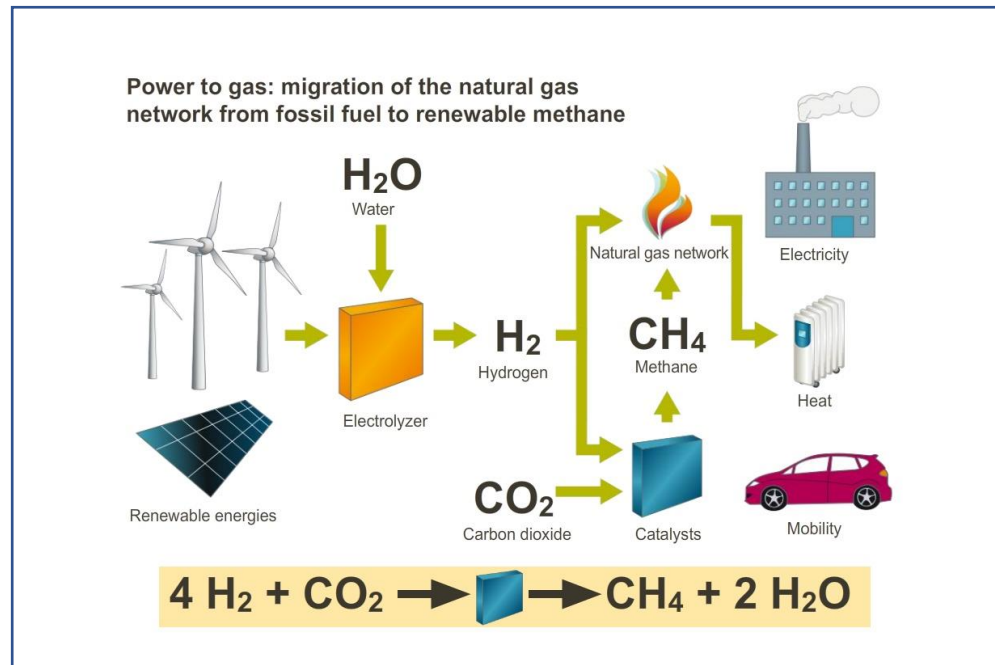 Power to gas: migration of the natural gas
network from fossil fuel to renewable methane
H₂O
Water
Natural gas network
Electricity
H₂
Hydrogen
CH₄
Methane
Electrolyzer
Heat
Renewable energies
CO₂
Carbon dioxide
Catalysts
Mobility
4 H₂ + CO₂ CH₄ + 2 H₂O